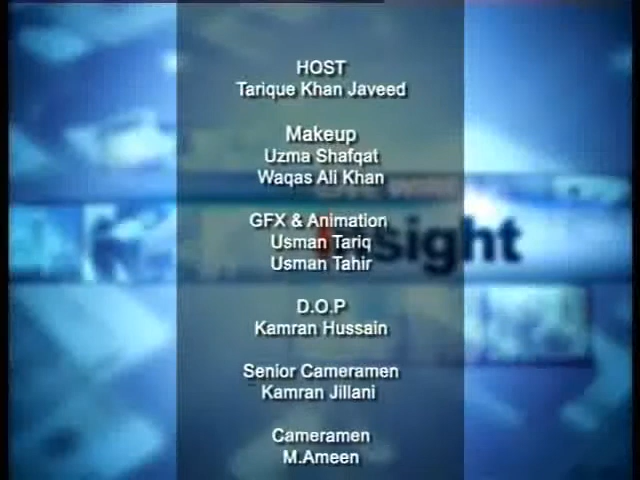 HOST
Tarique Khan Javeed
Makeup
Uzma Shafqat
Waqas Ali Khan
GFX & Animation
Usman Tariq
Usman Tahir
sight
D.O.P
Kamran Hussain
Senior Cameramen
Kamran Jillani
Cameramen
M.Ameen